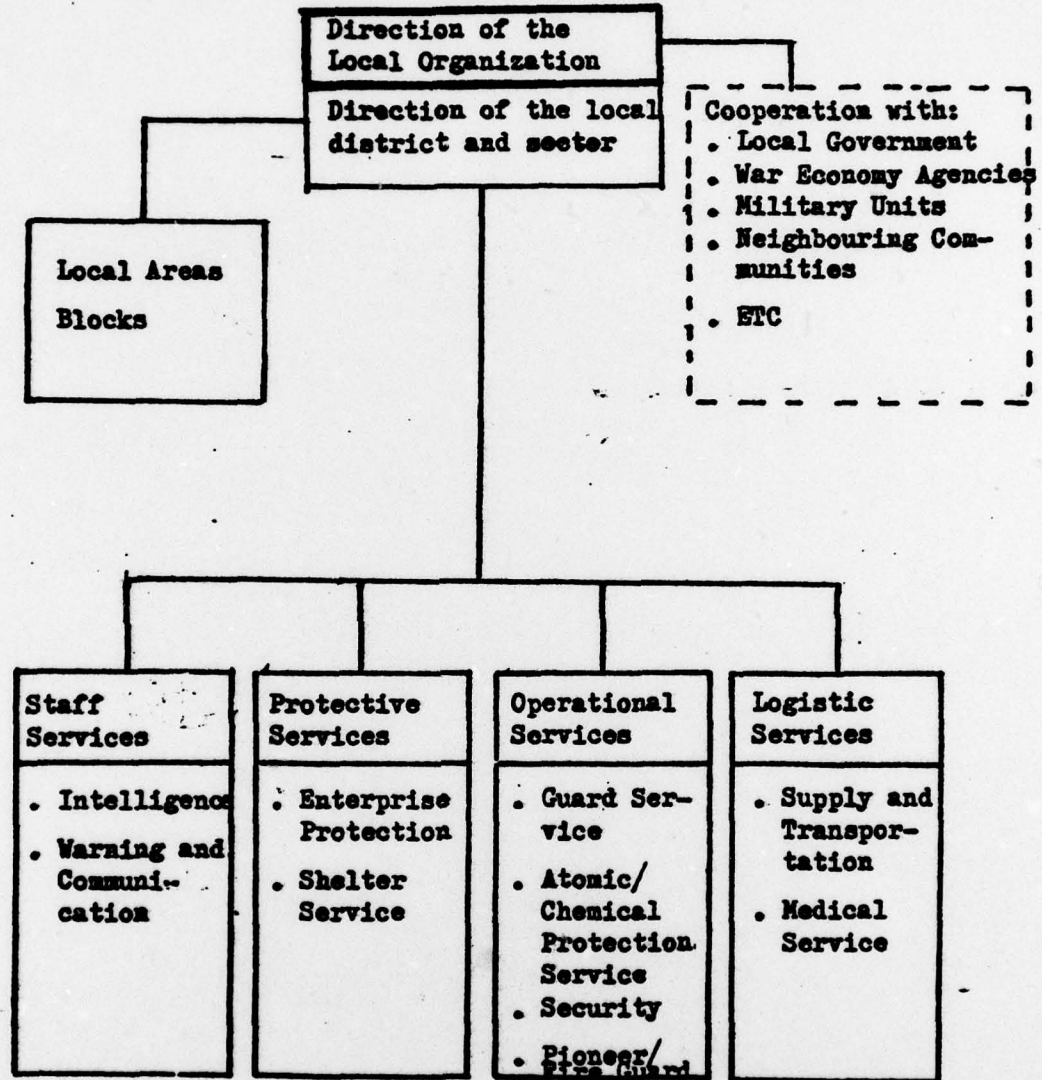 Direction of the
Local Organization
Direction of the local
district and sector
Cooperation with:
. Local Government
. War Economy Agencies
. Military Units
. Neighbouring Com-
munities
. ETC
Local Areas
Blocks
Staff
Services
. Intelligence
. Warning and
Communi-
cation
Protective
Services
. Enterprise
Protection
. Shelter
Service
Operational
Services
. Guard Ser-
vice
. Atomic/
Chemical
Protection
Service
. Security
. Pioneer/
Fire Guard
Logistic
Services
. Supply and
Transpor-
tation
. Medical
Service